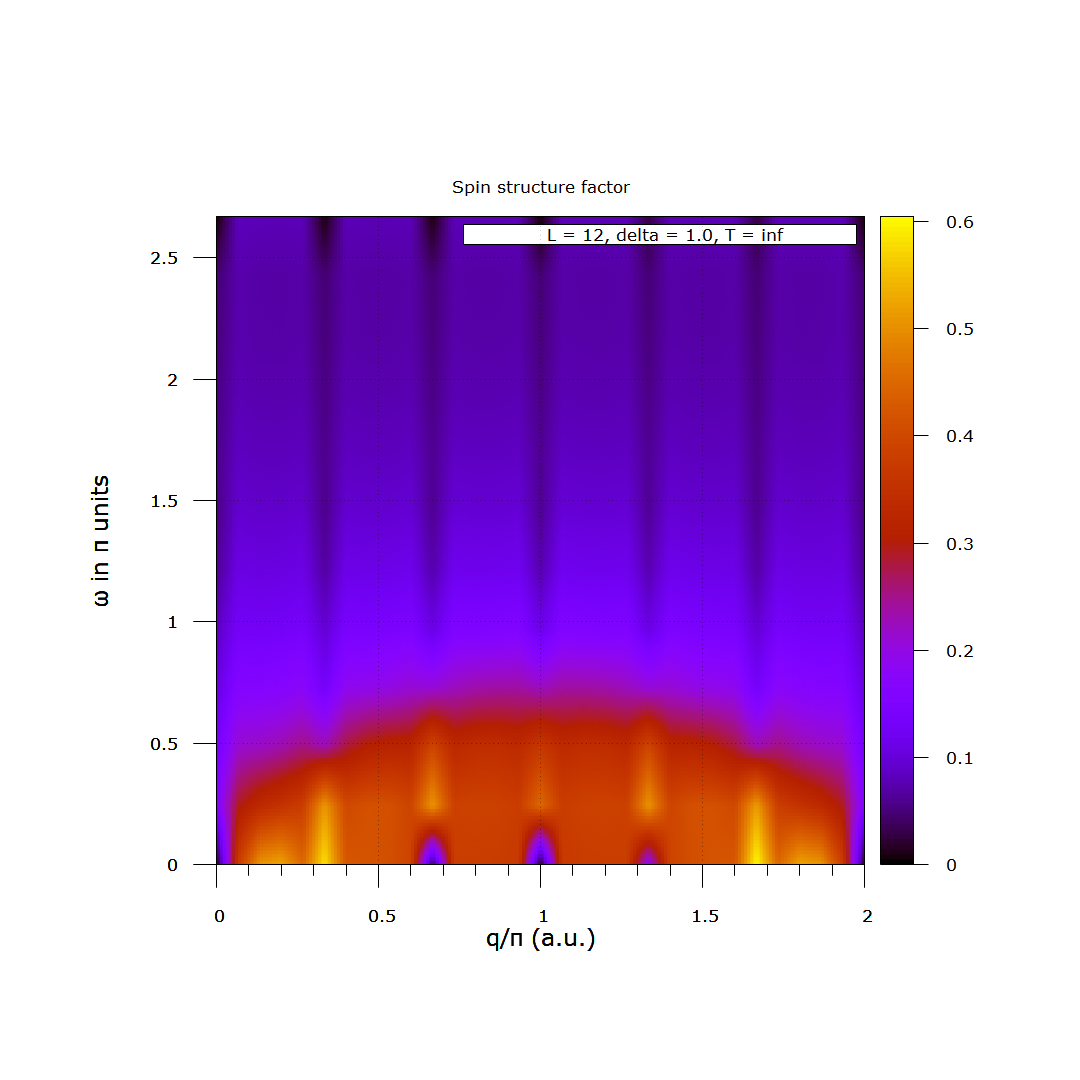 Spin structure factor
L = 12, delta = 1.0, T = inf
2.5
2
1.5
1
0.5
0
ω in π units
0 0.5 1 1.5 2
q/π (a.u.)
0.6
0.5
0.4
0.3
0.2
0.1
0